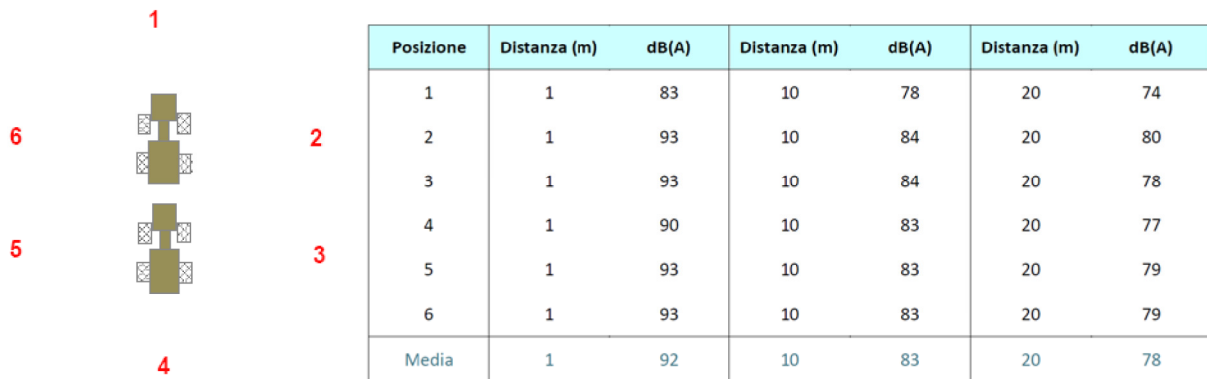 1
6
2
5
3
4
Posizione Distanza (m) dB(A) Distanza (m) dB(A) Distanza (m) dB(A)
1 1 83 10 78 20 74
2 1 93 10 84 20 80
3 1 93 10 84 20 78
4 1 90 10 83 20 77
5 1 93 10 83 20 79
6 1 93 10 83 20 79
Media 1 92 10 83 20 78